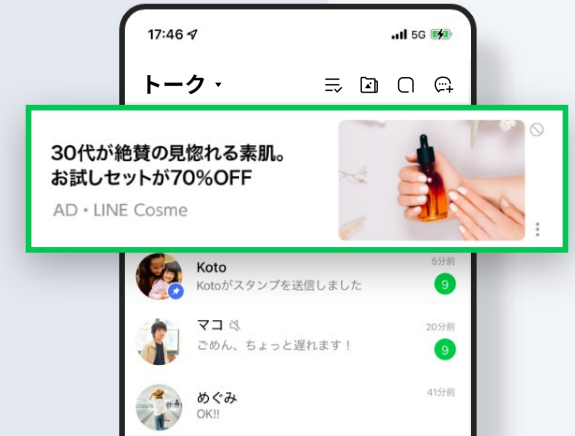 17:46
5G
トーク
30代が絶賛の見惚れる素肌。
お試しセットが70%OFF
AD・LINE Cosme
Koto
5分前
Kotoがスタンプを送信しました
9
マコ
20分前
ごめん、ちょっと遅れます！
9
めぐみ
41分前
OK!!